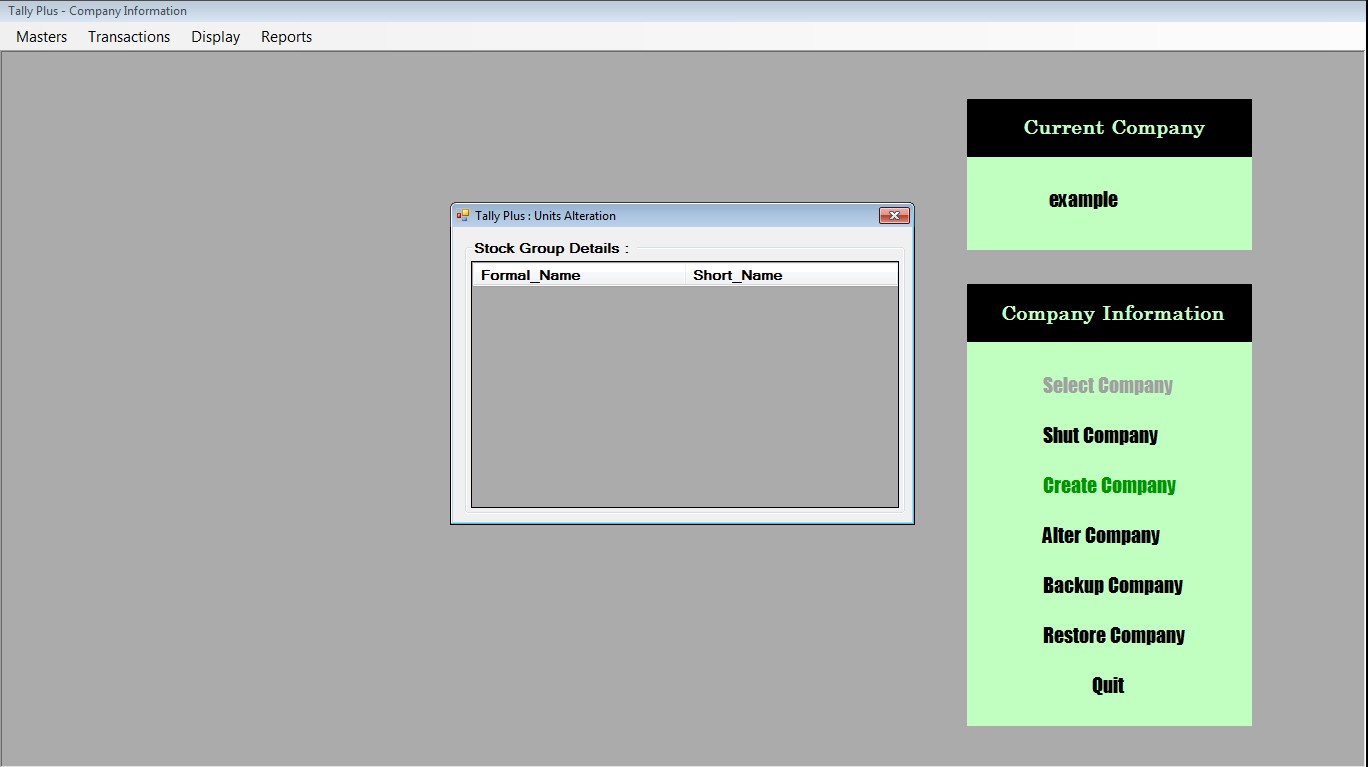 Tally Plus - Company Information
Masters Transactions Display Reports
Current Company
example
Tally Plus : Units Alteration
Stock Group Details :
Formal_Name Short_Name
Company Information
Select Company
Shut Company
Create Company
Alter Company
Backup Company
Restore Company
Quit